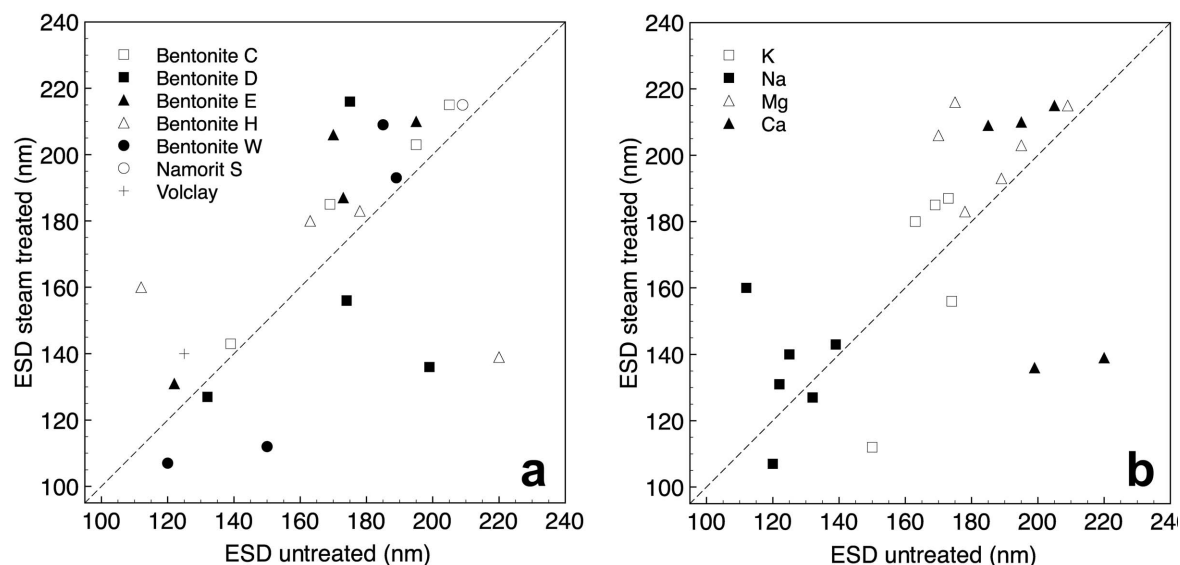 240
220
200
180
160
140
120
100
ESD steam treated (nm)
Bentonite C
Bentonite D
Bentonite E
Bentonite H
Bentonite W
Namorit S
Volclay
a
100 120 140 160 180 200 220 240
ESD untreated (nm)
240
220
200
180
160
140
120
100
ESD steam treated (nm)
K
Na
Mg
Ca
b
100 120 140 160 180 200 220 24
ESD untreated (nm)